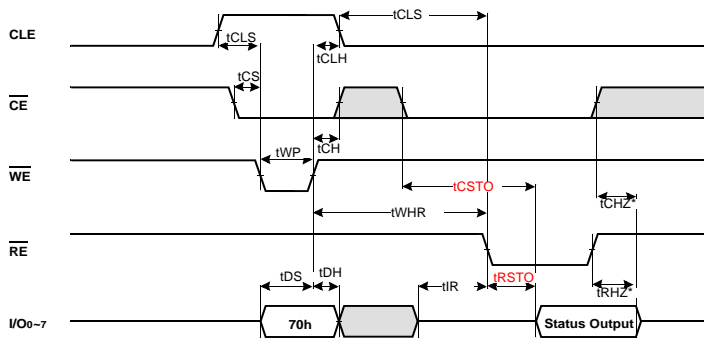 CLE
tCLS
tCLS
tCLH
tCS
CE
tCH
tWP
WE
tCSTO
tCHZ*
tWHR
RE
tDS
tDH
tIR
tRSTO
tRHZ*
I/O0~7
70h
Status Output